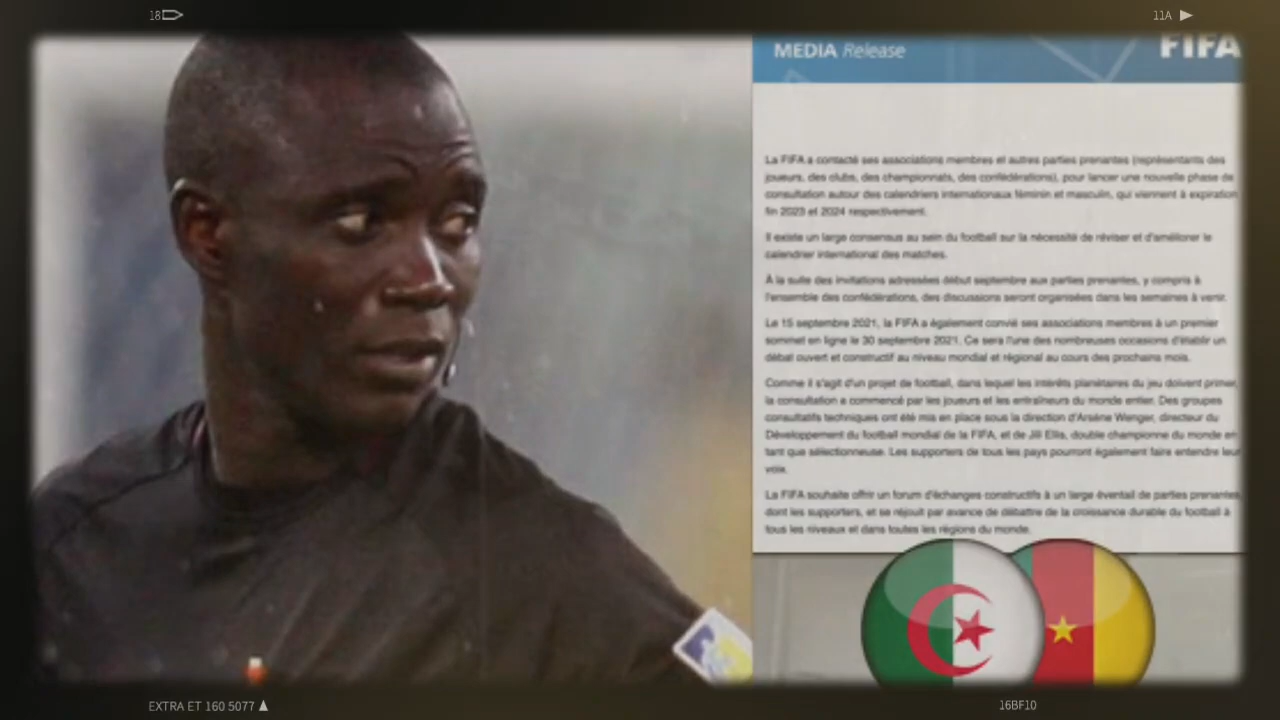 18
11A
MEDIA Release
FIFA
La FIFA a contacté ses associations membres et autres parties prenantes (représentants des
joueurs, des clubs, des championnats, des confédérations), pour lancer une nouvelle phase de
consultation autour des calendriers internationaux féminin et masculin, qui viennent à expiration
fin 2023 et 2024 respectivement.
Il existe un large consensus au sein du football sur la nécessité de réviser et d'améliorer le
calendrier international des matches.
À la suite des invitations adressées début septembre aux parties prenantes, y compris à
l'ensemble des confédérations, des discussions seront organisées dans les semaines à venir.
Le 15 septembre 2021, la FIFA a également convié ses associations membres à un premier
sommet en ligne le 30 septembre 2021. Ce sera l'une des nombreuses occasions d'établir un
débat ouvert et constructif au niveau mondial et régional au cours des prochains mois.
Comme il s'agit d'un projet de football, dans lequel les intérêts planétaires du jeu doivent primer,
la consultation a commencé par les joueurs et les entraîneurs du monde entier. Des groupes
consultatifs techniques ont été mis en place sous la direction d'Arsène Wenger, directeur du
Développement du football mondial de la FIFA, et de Jill Ellis, double championne du monde en
tant que sélectionneuse. Les supporters de tous les pays pourront également faire entendre leur
voix.
La FIFA souhaite offrir un forum d'échanges constructifs à un large éventail de parties prenantes,
dont les supporters, et se réjouit par avance de débattre de la croissance durable du football à
tous les niveaux et dans toutes les régions du monde.
EXTRA ET 160 5077
16BF10